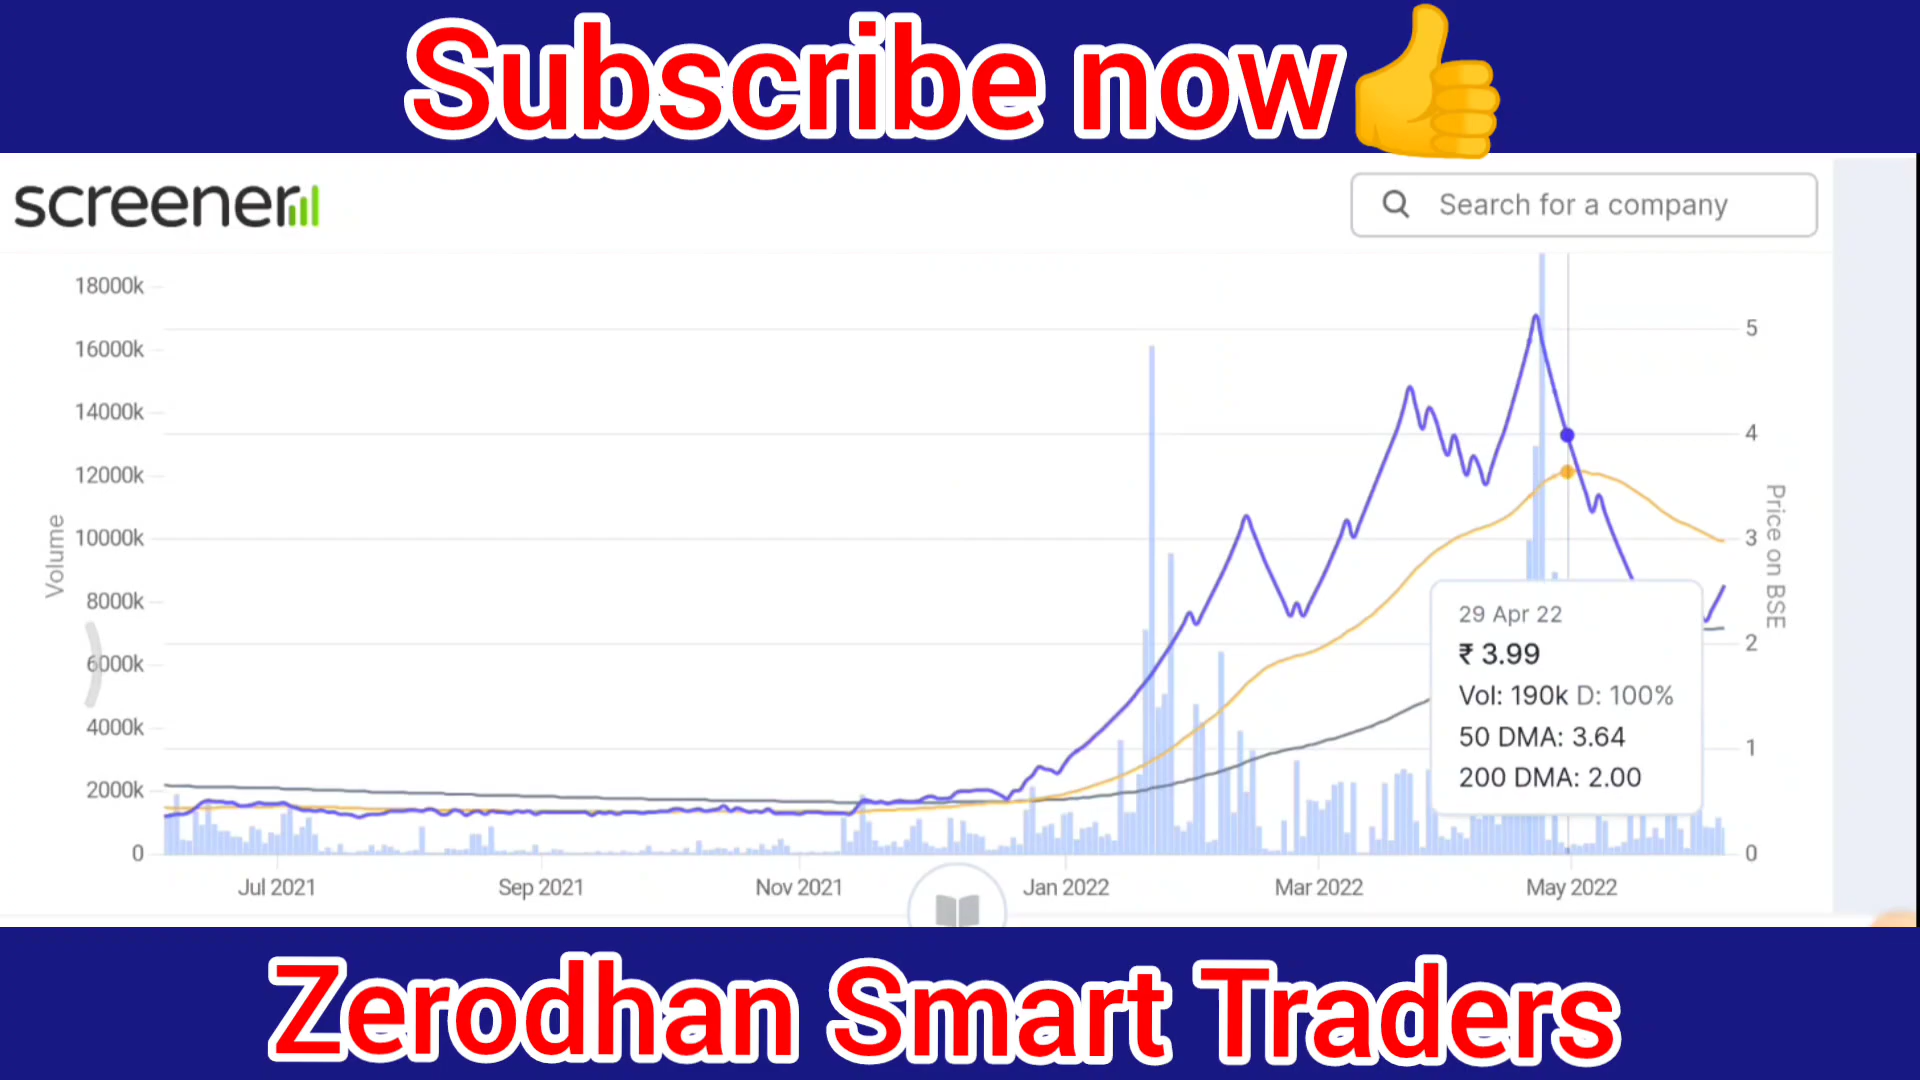 Subscribe now👍
screener
Search for a company
18000k
16000k
14000k
12000k
10000k
8000k
6000k
4000k
2000k
0
Volume
5
4
3
2
1
0
Price on BSE
29 Apr 22
₹ 3.99
Vol: 190k D: 100%
50 DMA: 3.64
200 DMA: 2.00
Jul 2021
Sep 2021
Nov 2021
Jan 2022
Mar 2022
May 2022
Zerodhan Smart Traders